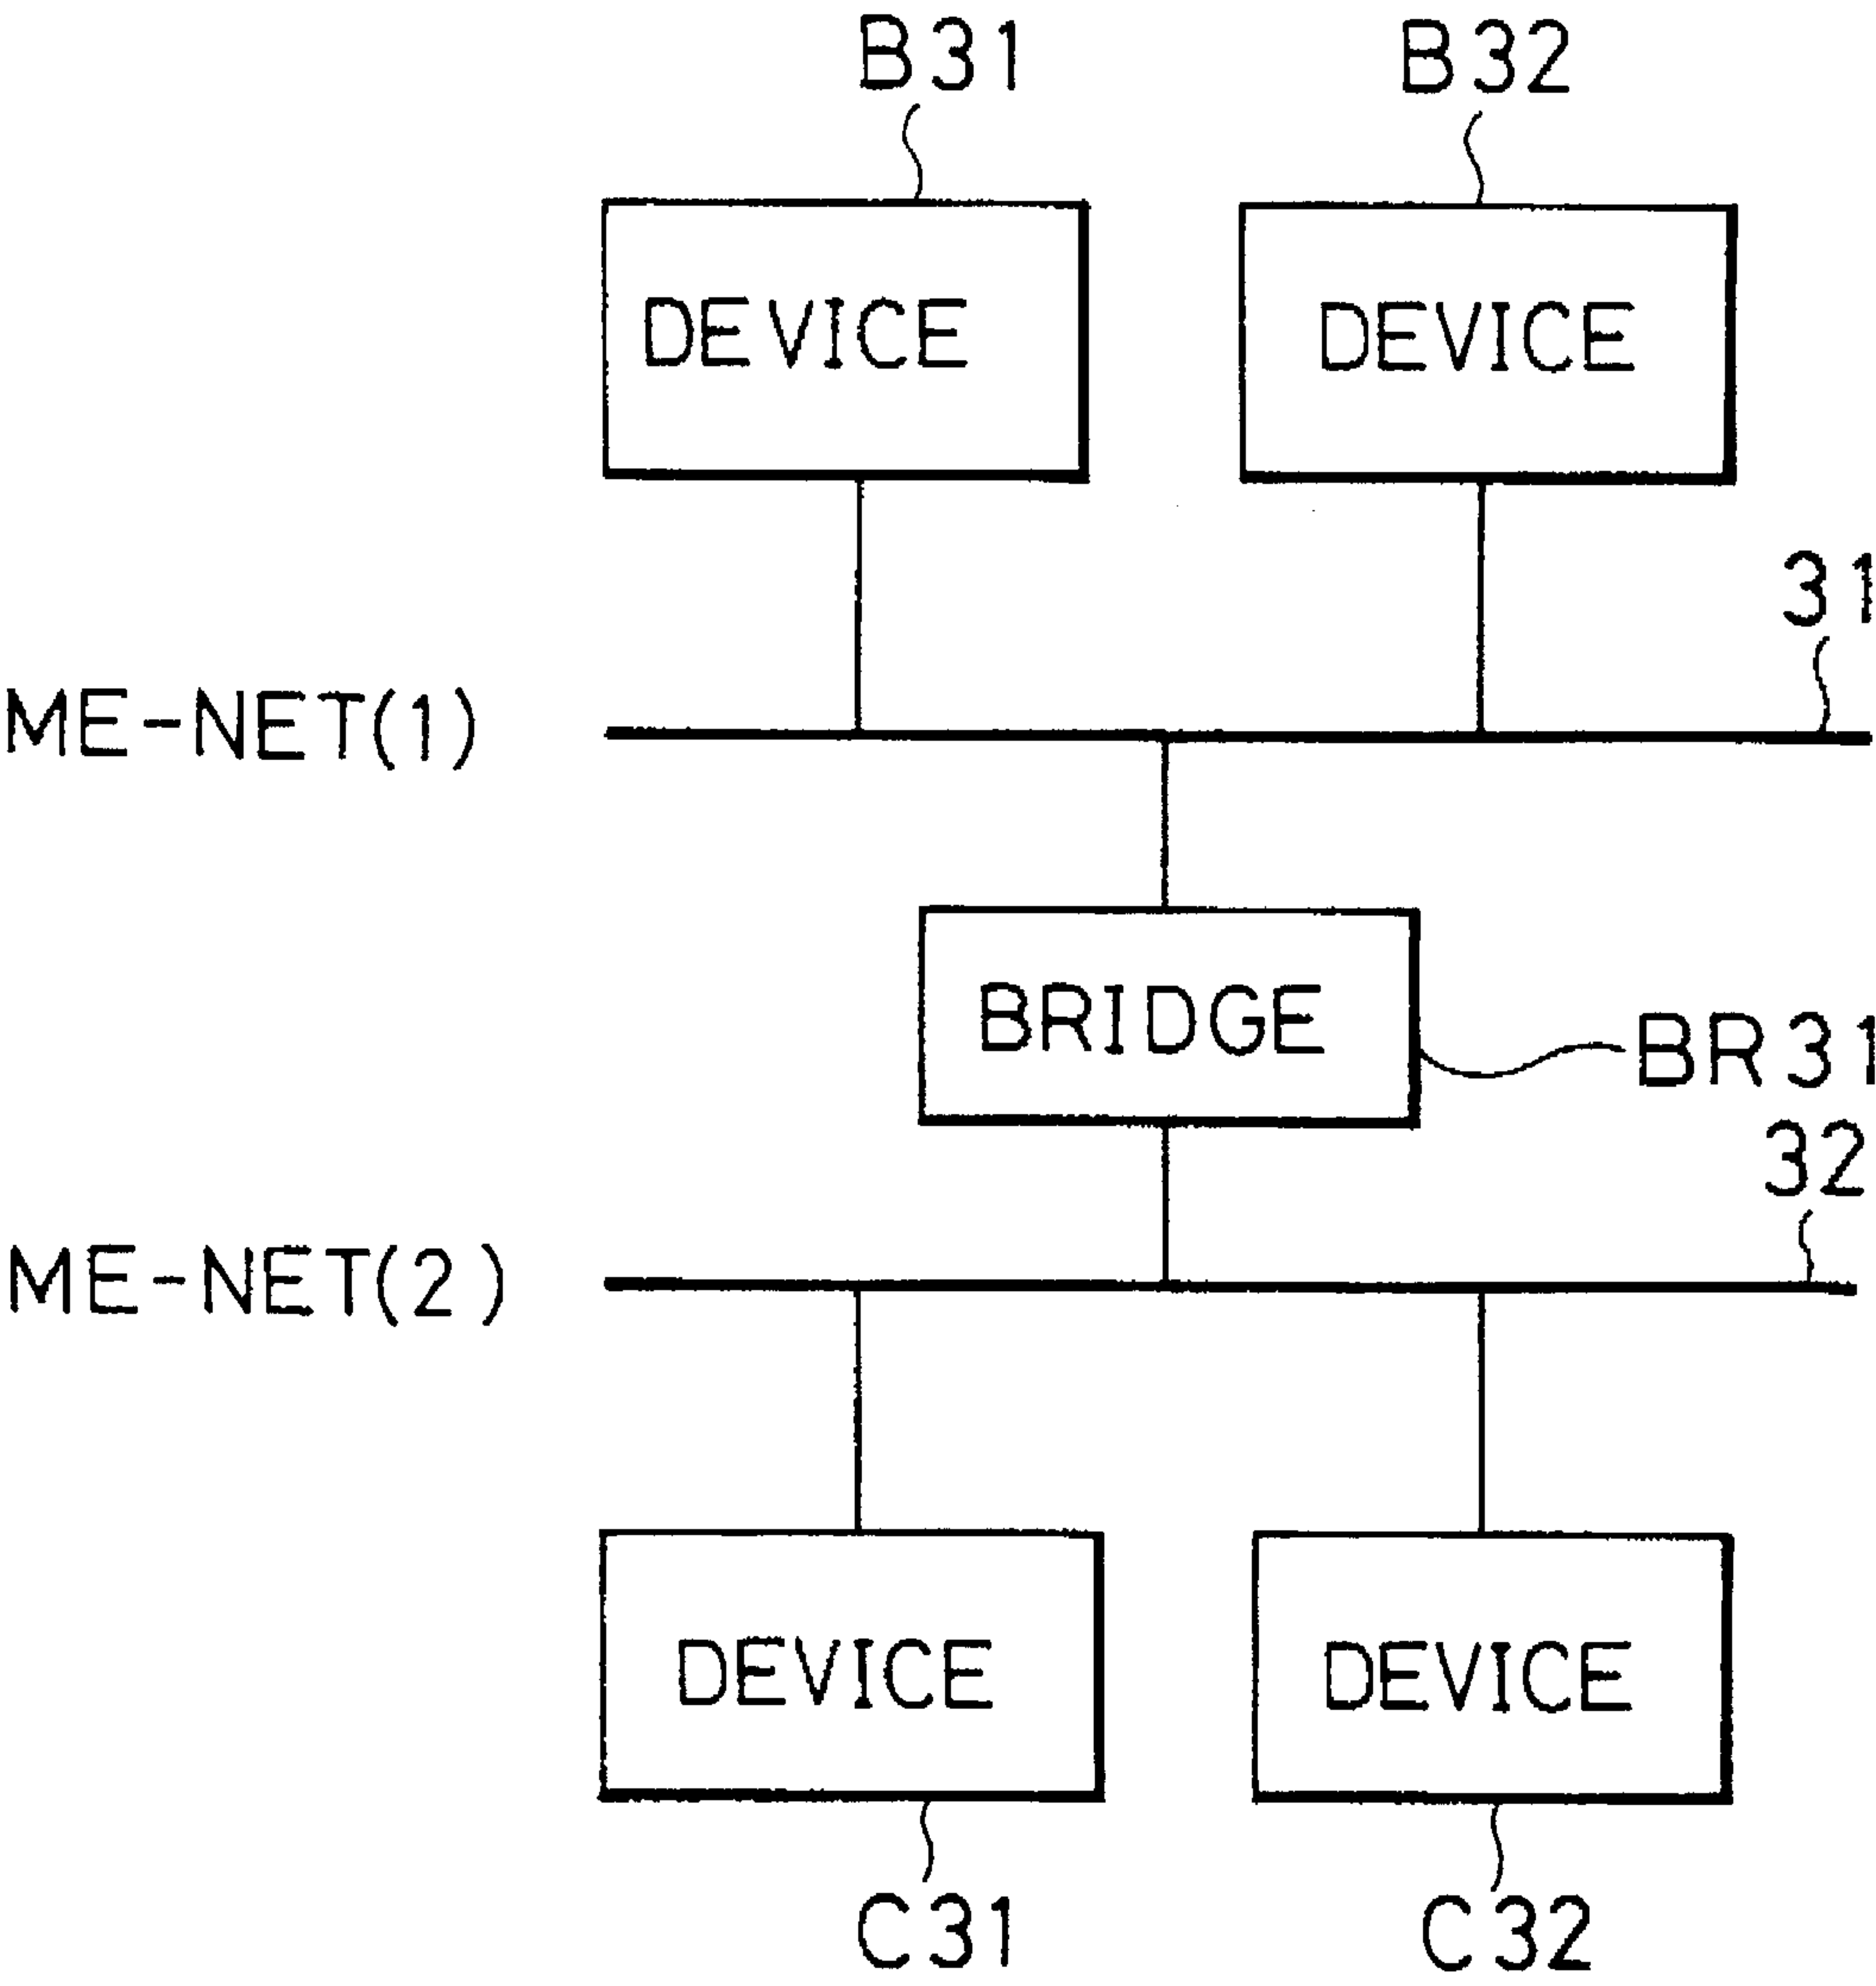 B31
B32
DEVICE
DEVICE
31
ME-NET(1)
BRIDGE
BR31
32
ME-NET(2)
DEVICE
DEVICE
C31
C32